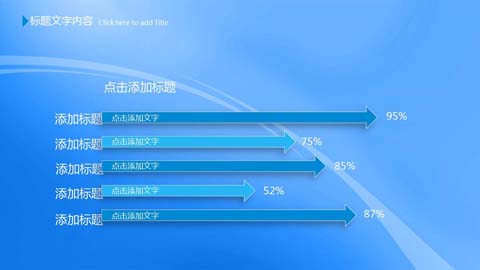 标题文字内容 Click here to add Title
点击添加标题
添加标题 点击添加文字 95%
添加标题 点击添加文字 75%
添加标题 点击添加文字 85%
添加标题 点击添加文字 52%
添加标题 点击添加文字 87%